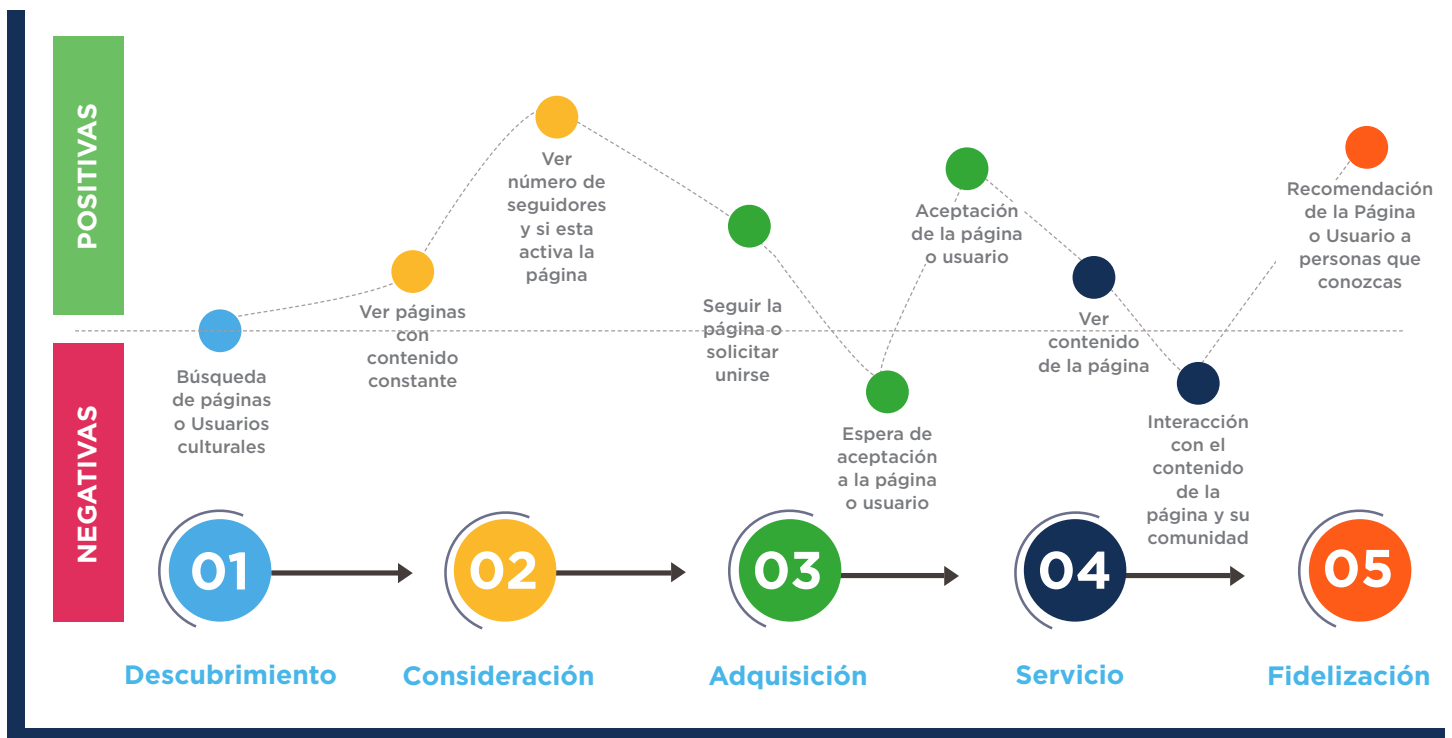 POSITIVAS
NEGATIVAS
Búsqueda
de páginas
o Usuarios
culturales
Ver páginas
con
contenido
constante
Ver
número de
seguidores
y si esta
activa la
página
Seguir la
página o
solicitar
unirse
Espera de
aceptación
a la página
o usuario
Aceptación
de la página
o usuario
Ver
contenido
de la página
Interacción
con el
contenido
de la
página y su
comunidad
Recomendación
de la Página
o Usuario a
personas que
conozcas
01
02
03
04
05
Descubrimiento
Consideración
Adquisición
Servicio
Fidelización